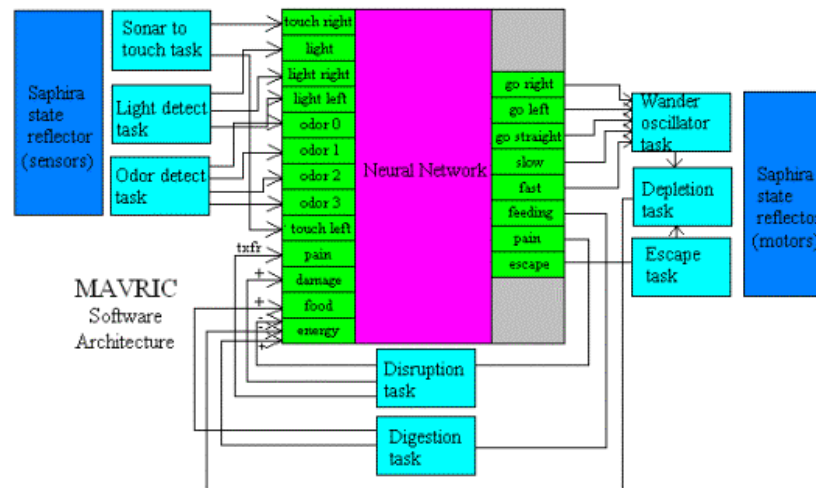 Saphira
state
reflector
(sensors)
Sonar to
touch task
Light detect
task
Odor detect
task
touch right
light
light right
light left
odor 0
odor 1
odor 2
odor 3
touch left
pain
damage
food
energy
txfr
+
+
-
-
+
Neural Network
go right
go left
go straight
slow
fast
feeding
pain
escape
Wander
oscillator
task
Depletion
task
Escape task
Saphira
state
reflector
(motors)
MAVRIC
Software
Architecture
Disruption
task
Digestion
task